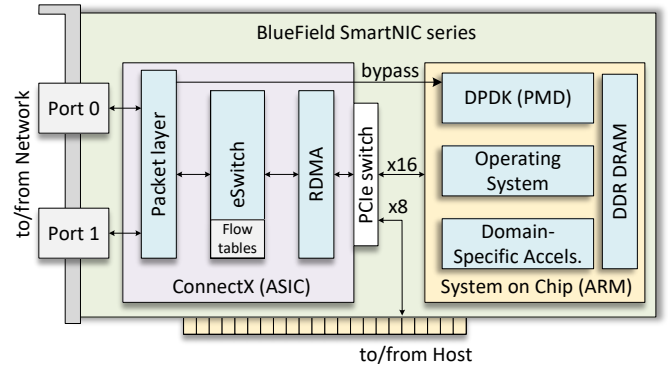 BlueField SmartNIC series
to/from Network
Port 0
Port 1
Packet layer
eSwitch
Flow
tables
RDMA
ConnectX (ASIC)
PCIe switch
bypass
x16
x8
DPDK (PMD)
Operating
System
Domain-
Specific Accels.
DDR DRAM
System on Chip (ARM)
to/from Host